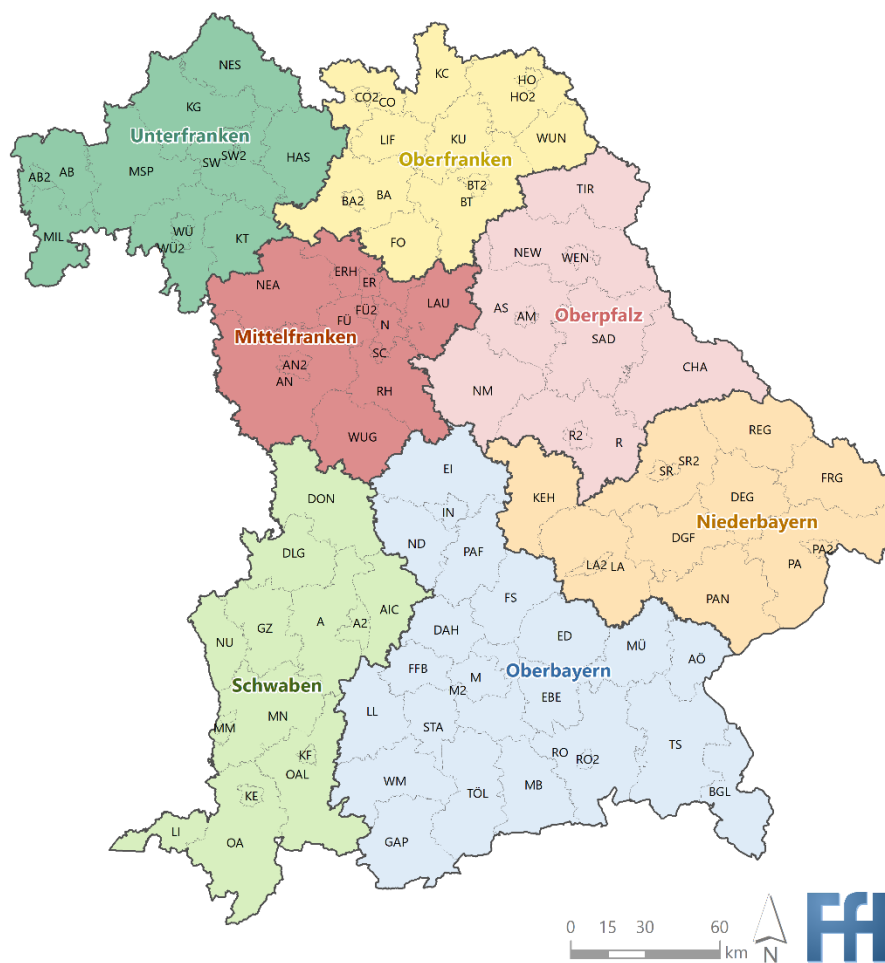 NES
KC
HO
HO2
CO2
CO
KG
Unterfranken
LIF
KU
WUN
Oberfranken
SW
SW2
HAS
AB2
AB
MSP
BT2
BT
TIR
BA2
BA
MIL
WÜ
WÜ2
KT
FO
NEW
WEN
ERH
ER
NEA
LAU
FÜ2
FÜ
N
AS
AM
Oberpfalz
Mittelfranken
SAD
SC
AN2
AN
CHA
RH
NM
WUG
R2
R
REG
EI
SR2
SR
FRG
DON
KEH
DEG
IN
Niederbayern
ND
DGF
DLG
PAF
PA2
LA2
LA
PA
FS
PAN
AIC
A
A2
GZ
NU
DAH
ED
MÜ
AÖ
FFB
M
Oberbayern
Schwaben
M2
EBE
LL
MN
MM
STA
TS
KF
OAL
RO
RO2
WM
MB
TÖL
BGL
KE
LI
OA
GAP
0 15 30 60
km
N